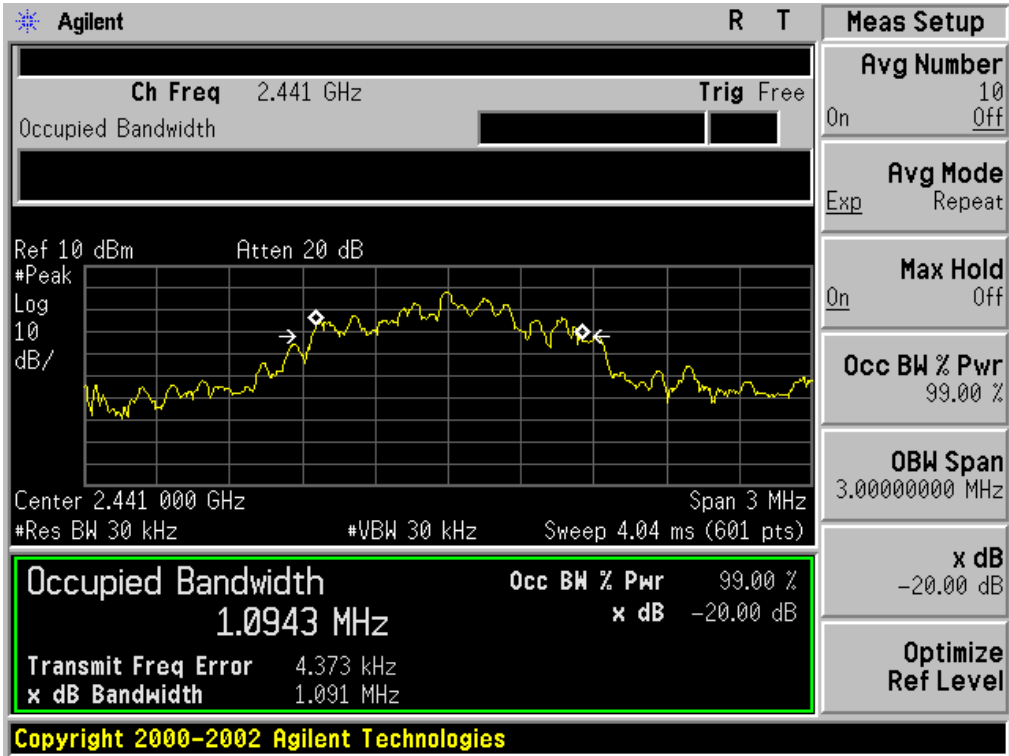 Agilent R T
Ch Freq 2.441 GHz Trig Free
Occupied Bandwidth
Ref 10 dBm Atten 20 dB
#Peak
Log
10
dB/
Center 2.441 000 GHz Span 3 MHz
#Res BW 30 kHz #VBW 30 kHz Sweep 4.04 ms (601 pts)
Occupied Bandwidth Occ BW % Pwr 99.00 %
1.0943 MHz x dB -20.00 dB
Transmit Freq Error 4.373 kHz
x dB Bandwidth 1.091 MHz
Copyright 2000-2002 Agilent Technologies
Meas Setup
Avg Number
10
On Off
Avg Mode
Exp Repeat
Max Hold
On Off
Occ BW % Pwr
99.00 %
OBW Span
3.00000000 MHz
x dB
-20.00 dB
Optimize
Ref Level